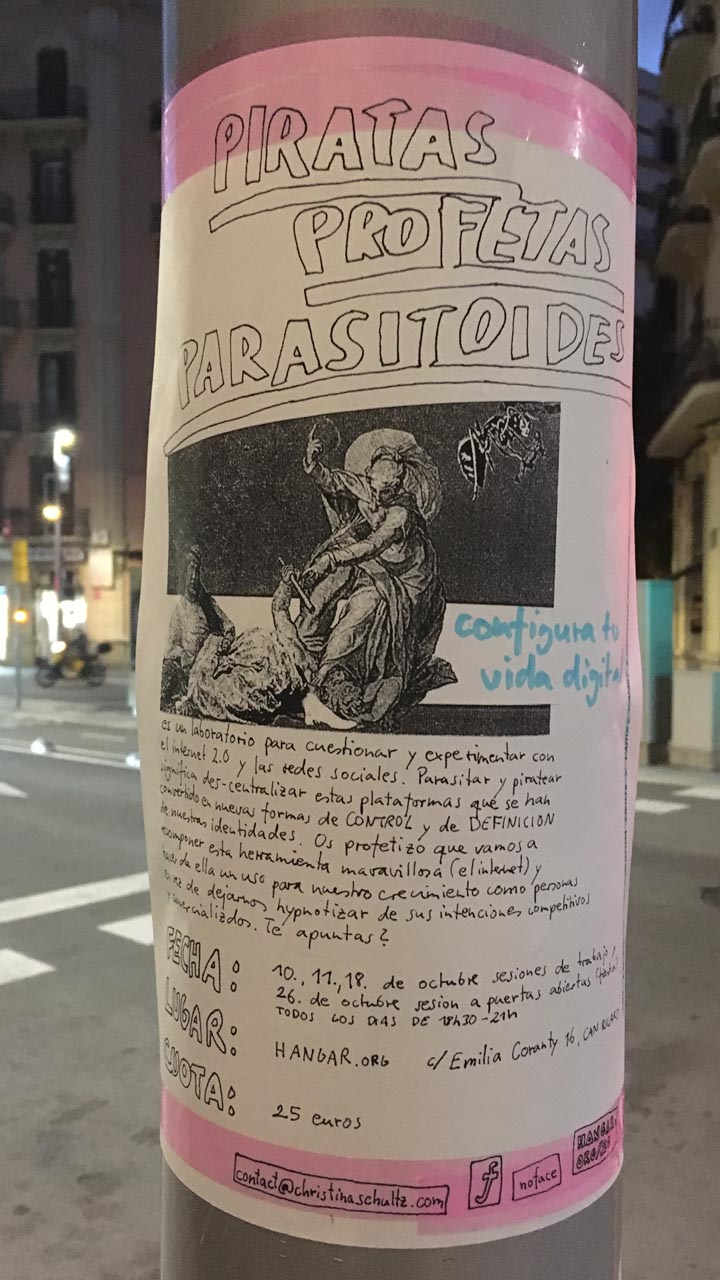 PIRATAS
PROFETAS
PARASITOIDES
configura tu
vida digital
es un laboratorio para cuestionar y experimentar con
el internet 2.0 y las redes sociales. Parasitar y piratear
significa des-centralizar estas plataformas que se han
convertido en nuevas formas de CONTROL y de DEFINICION
de nuestras identidades. Os profetizo que vamos a
recomponer esta herramienta maravillosa (el internet) y
hacer de ella un uso para nuestro crecimiento como personas
en vez de dejarnos hypnotizar de sus intenciones competitivos
y comercializdos. Te apuntas?
FECHA: 10., 11., 18. de octubre sesiones de trabajo y
26. de octubre sesion a puertas abiertas
TODOS LOS DIAS DE 18h30-21h
LUGAR: HANGAR.ORG c/ Emilia Coranty 16, CAN RICART
CUOTA: 25 euros
contact@christinaschultz.com
f
noface
HANGAR.
ORG/